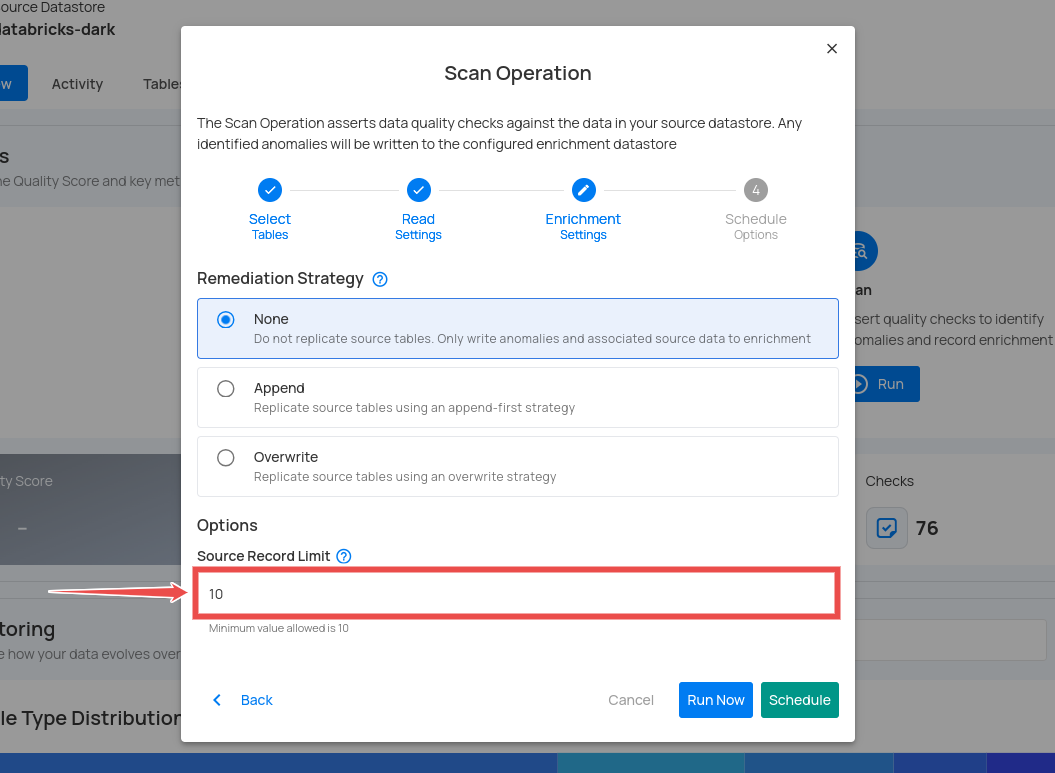 ource Datastore
latabricks-dark
w
Activity
Tables
s
e Quality Score and key met
Scan Operation
The Scan Operation asserts data quality checks against the data in your source datastore. Any
identified anomalies will be written to the configured enrichment datastore
4
Select
Tables
Read
Settings
Enrichment
Settings
Schedule
Options
Remediation Strategy
None
Do not replicate source tables. Only write anomalies and associated source data to enrichment
Append
Replicate source tables using an append-first strategy
Overwrite
Replicate source tables using an overwrite strategy
Options
Source Record Limit
10
Minimum value allowed is 10
Back
Cancel
Run Now
Schedule
an
sert quality checks to identify
omalies and record enrichment
Run
ty Score
–
Checks
76
toring
e how your data evolves over
le Type Distribution